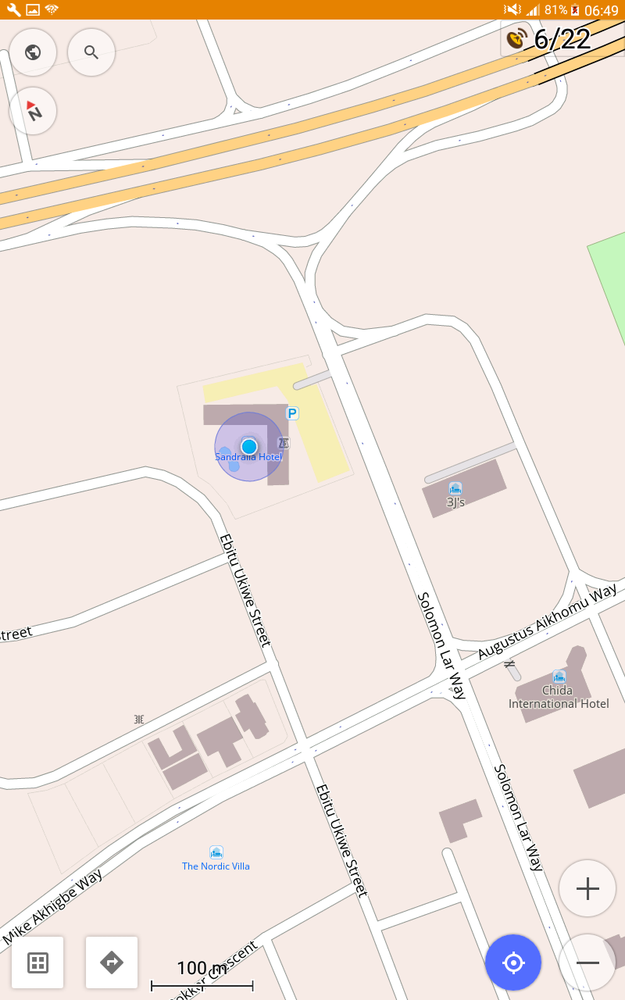 81% 06:49
6/22
N
P
Sandralia Hotel
3J's
Ebitu Ukiwe Street
Solomon Lar Way
Augustus Aikhomu Way
Street
Chida
International Hotel
Ebitu Ukiwe Street
Solomon Lar Way
The Nordic Villa
Mike Akhigbe Way
Crescent
100 m